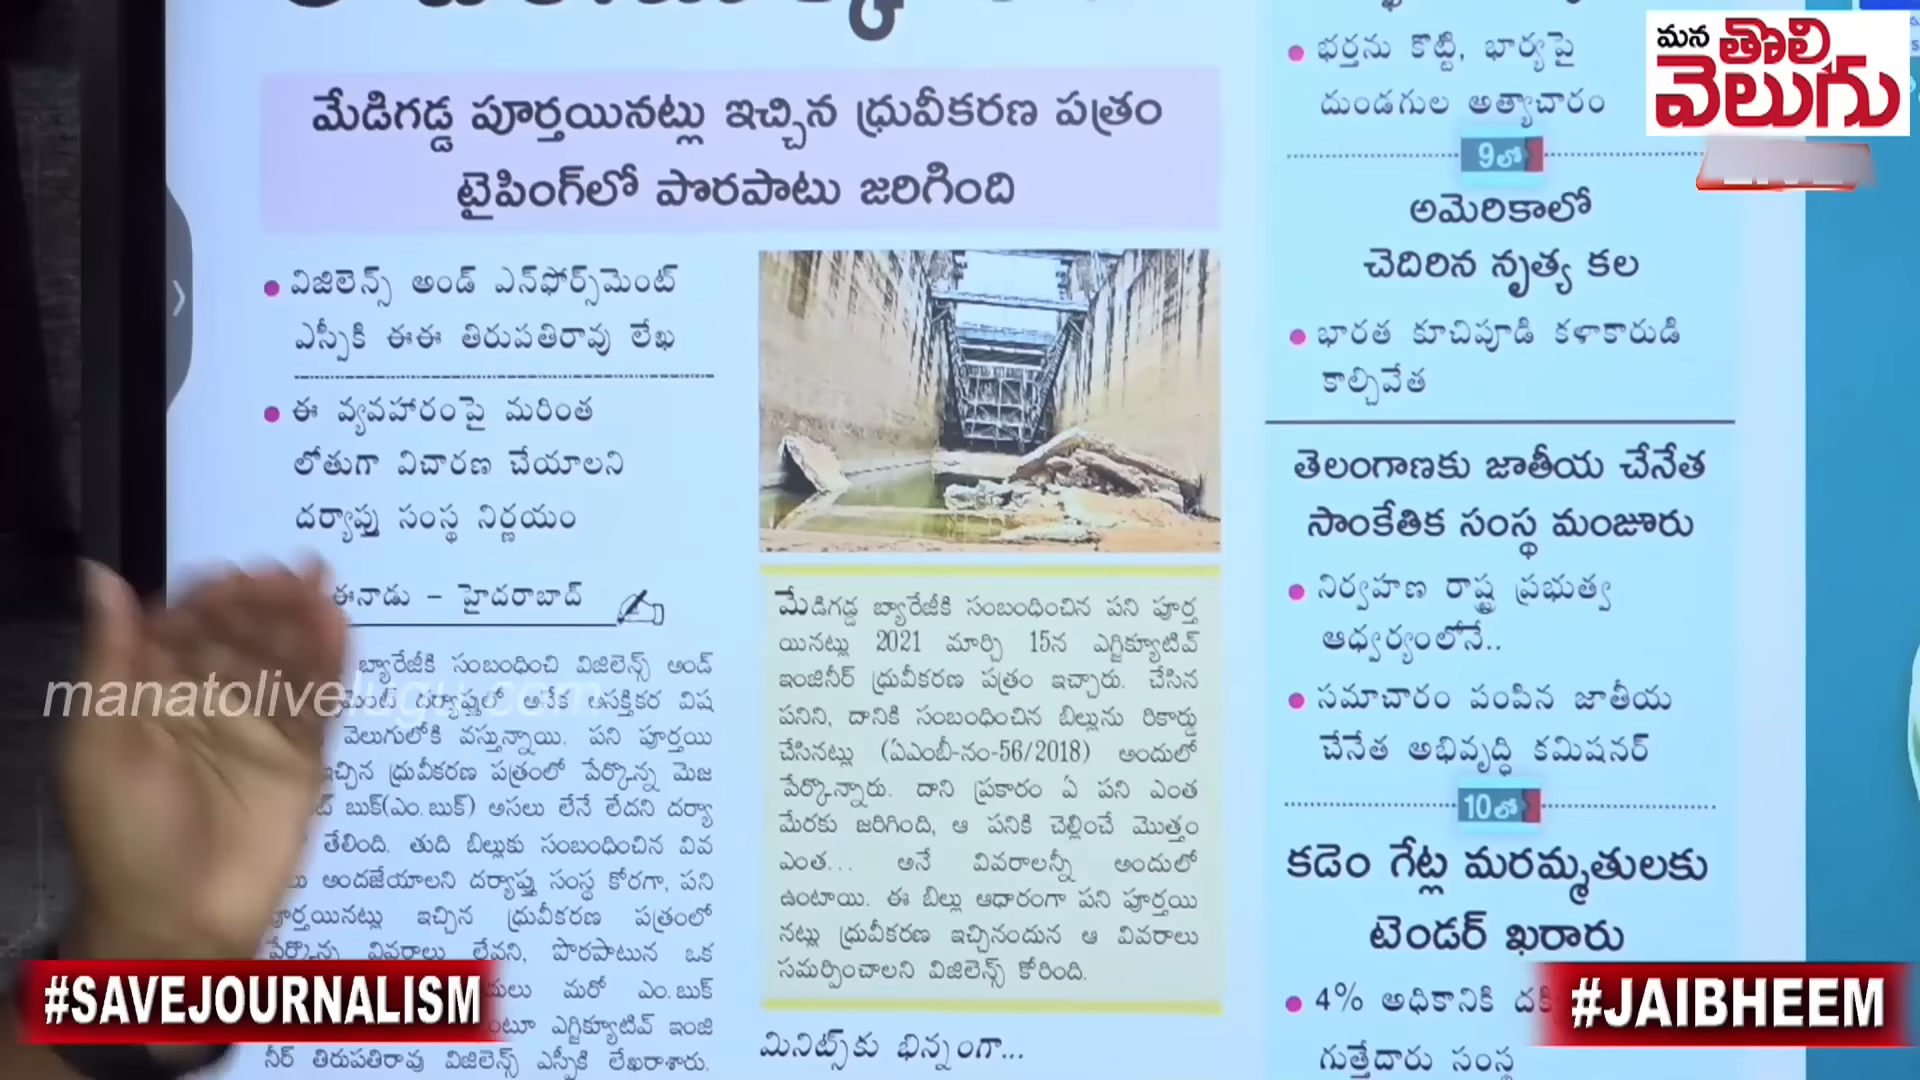 మేడిగడ్డ పూర్తయినట్లు ఇచ్చిన ధ్రువీకరణ పత్రం
టైపింగ్‌లో పొరపాటు జరిగింది
విజిలెన్స్ అండ్ ఎన్‌ఫోర్స్‌మెంట్
ఎస్పీకి ఈఈ తిరుపతిరావు లేఖ
ఈ వ్యవహారంపై మరింత
లోతుగా విచారణ చేయాలని
దర్యాప్తు సంస్థ నిర్ణయం
ఈనాడు - హైదరాబాద్
బ్యారేజీకి సంబంధించి విజిలెన్స్ అండ్
దర్యాప్తులో అనేక ఆసక్తికర విష
వెలుగులోకి వస్తున్నాయి. పని పూర్తయి
ఇచ్చిన ధ్రువీకరణ పత్రంలో పేర్కొన్న మెజ
బుక్(ఎం.బుక్) అసలు లేనే లేదని దర్యా
తేలింది. తుది బిల్లుకు సంబంధించిన వివ
అందజేయాలని దర్యాప్తు సంస్థ కోరగా, పని
పూర్తయినట్లు ఇచ్చిన ధ్రువీకరణ పత్రంలో
పేర్కొన్న వివరాలు లేవని, పొరపాటున ఒక
మరో ఎం.బుక్
ఎగ్జిక్యూటివ్ ఇంజి
నీర్ తిరుపతిరావు విజిలెన్స్ ఎస్పీకి లేఖరాశారు.
మేడిగడ్డ బ్యారేజీకి సంబంధించిన పని పూర్త
యినట్లు 2021 మార్చి 15న ఎగ్జిక్యూటివ్
ఇంజినీర్ ధ్రువీకరణ పత్రం ఇచ్చారు. చేసిన
పనిని, దానికి సంబంధించిన బిల్లును రికార్డు
చేసినట్లు (ఏఎంబీ-నం-56/2018) అందులో
పేర్కొన్నారు. దాని ప్రకారం ఏ పని ఎంత
మేరకు జరిగింది, ఆ పనికి చెల్లించే మొత్తం
ఎంత... అనే వివరాలన్నీ అందులో
ఉంటాయి. ఈ బిల్లు ఆధారంగా పని పూర్తయి
నట్లు ధ్రువీకరణ ఇచ్చినందున ఆ వివరాలు
సమర్పించాలని విజిలెన్స్ కోరింది.
మినిట్స్‌కు భిన్నంగా...
భర్తను కొట్టి, భార్యపై
దుండగుల అత్యాచారం
9లో
అమెరికాలో
చెదిరిన నృత్య కల
భారత కూచిపూడి కళాకారుడి
కాల్చివేత
తెలంగాణకు జాతీయ చేనేత
సాంకేతిక సంస్థ మంజూరు
నిర్వహణ రాష్ట్ర ప్రభుత్వ
ఆధ్వర్యంలోనే..
సమాచారం పంపిన జాతీయ
చేనేత అభివృద్ధి కమిషనర్
10లో
కడెం గేట్ల మరమ్మతులకు
టెండర్ ఖరారు
4% అధికానికి
గుత్తేదారు సంస్థ
మన
తొలి
వెలుగు
manatolivelugu.com
#SAVEJOURNALISM
#JAIBHEEM